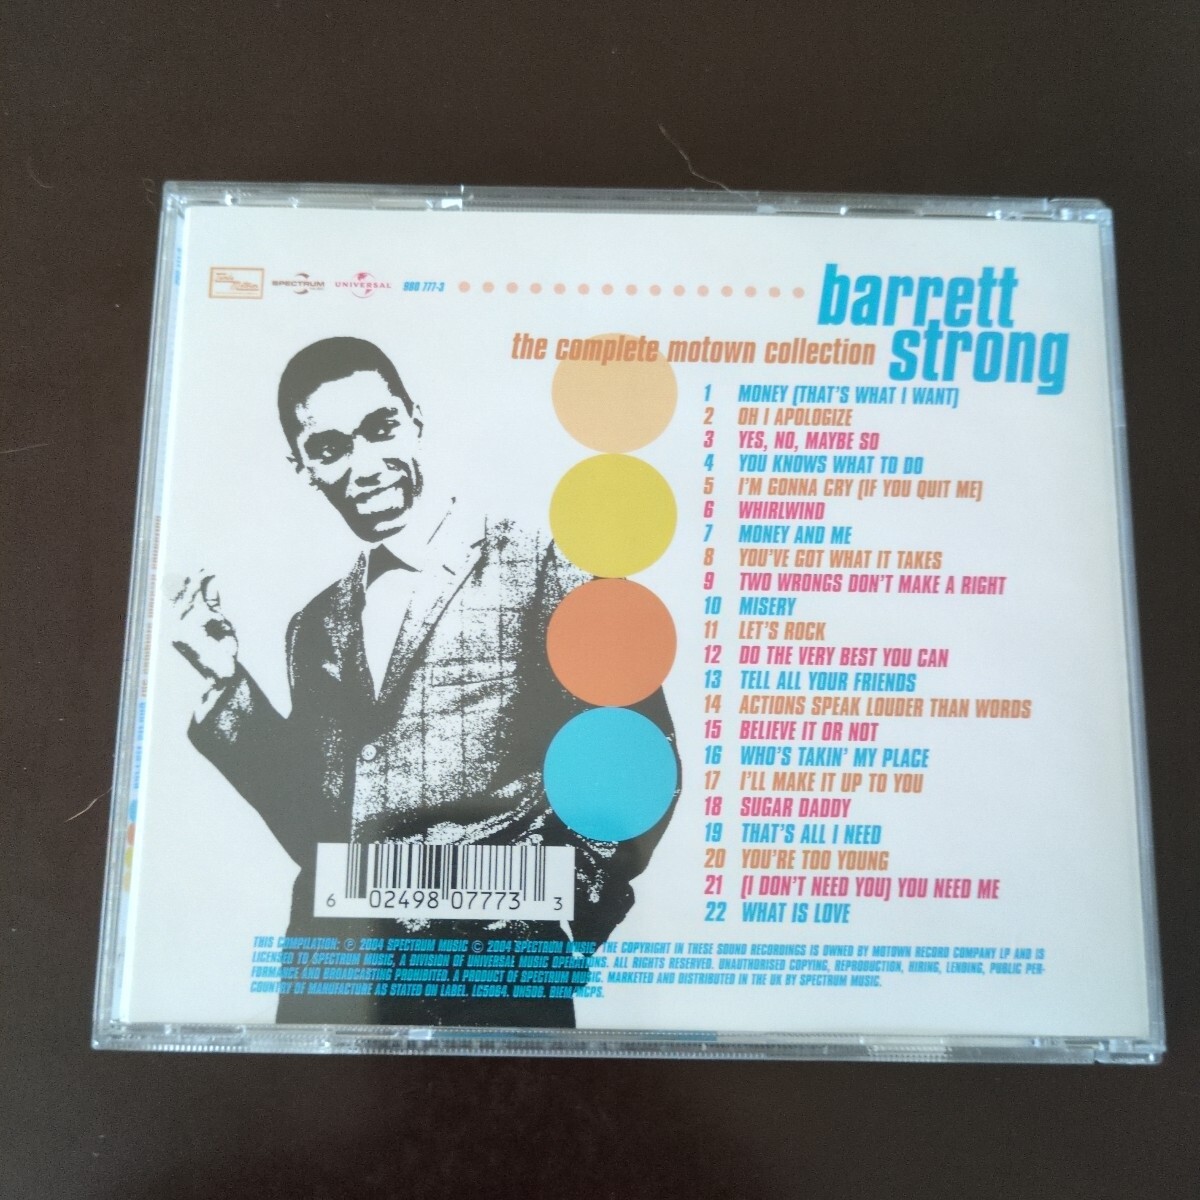 Tamla Motown
SPECTRUM MUSIC
UNIVERSAL
980 777-3
barrett
strong
the complete motown collection
1 MONEY (THAT'S WHAT I WANT)
2 OH I APOLOGIZE
3 YES, NO, MAYBE SO
4 YOU KNOWS WHAT TO DO
5 I'M GONNA CRY (IF YOU QUIT ME)
6 WHIRLWIND
7 MONEY AND ME
8 YOU'VE GOT WHAT IT TAKES
9 TWO WRONGS DON'T MAKE A RIGHT
10 MISERY
11 LET'S ROCK
12 DO THE VERY BEST YOU CAN
13 TELL ALL YOUR FRIENDS
14 ACTIONS SPEAK LOUDER THAN WORDS
15 BELIEVE IT OR NOT
16 WHO'S TAKIN' MY PLACE
17 I'LL MAKE IT UP TO YOU
18 SUGAR DADDY
19 THAT'S ALL I NEED
20 YOU'RE TOO YOUNG
21 (I DON'T NEED YOU) YOU NEED ME
22 WHAT IS LOVE
6 02498 07773 3
THIS COMPILATION: ℗ 2004 SPECTRUM MUSIC © 2004 SPECTRUM MUSIC. THE COPYRIGHT IN THESE SOUND RECORDINGS IS OWNED BY MOTOWN RECORD COMPANY LP AND IS
LICENSED TO SPECTRUM MUSIC, A DIVISION OF UNIVERSAL MUSIC OPERATIONS. ALL RIGHTS RESERVED. UNAUTHORISED COPYING, REPRODUCTION, HIRING, LENDING, PUBLIC PER-
FORMANCE AND BROADCASTING PROHIBITED. A PRODUCT OF SPECTRUM MUSIC. MARKETED AND DISTRIBUTED IN THE UK BY SPECTRUM MUSIC.
COUNTRY OF MANUFACTURE AS STATED ON LABEL. LC5064. UN506. BIEM/MCPS.